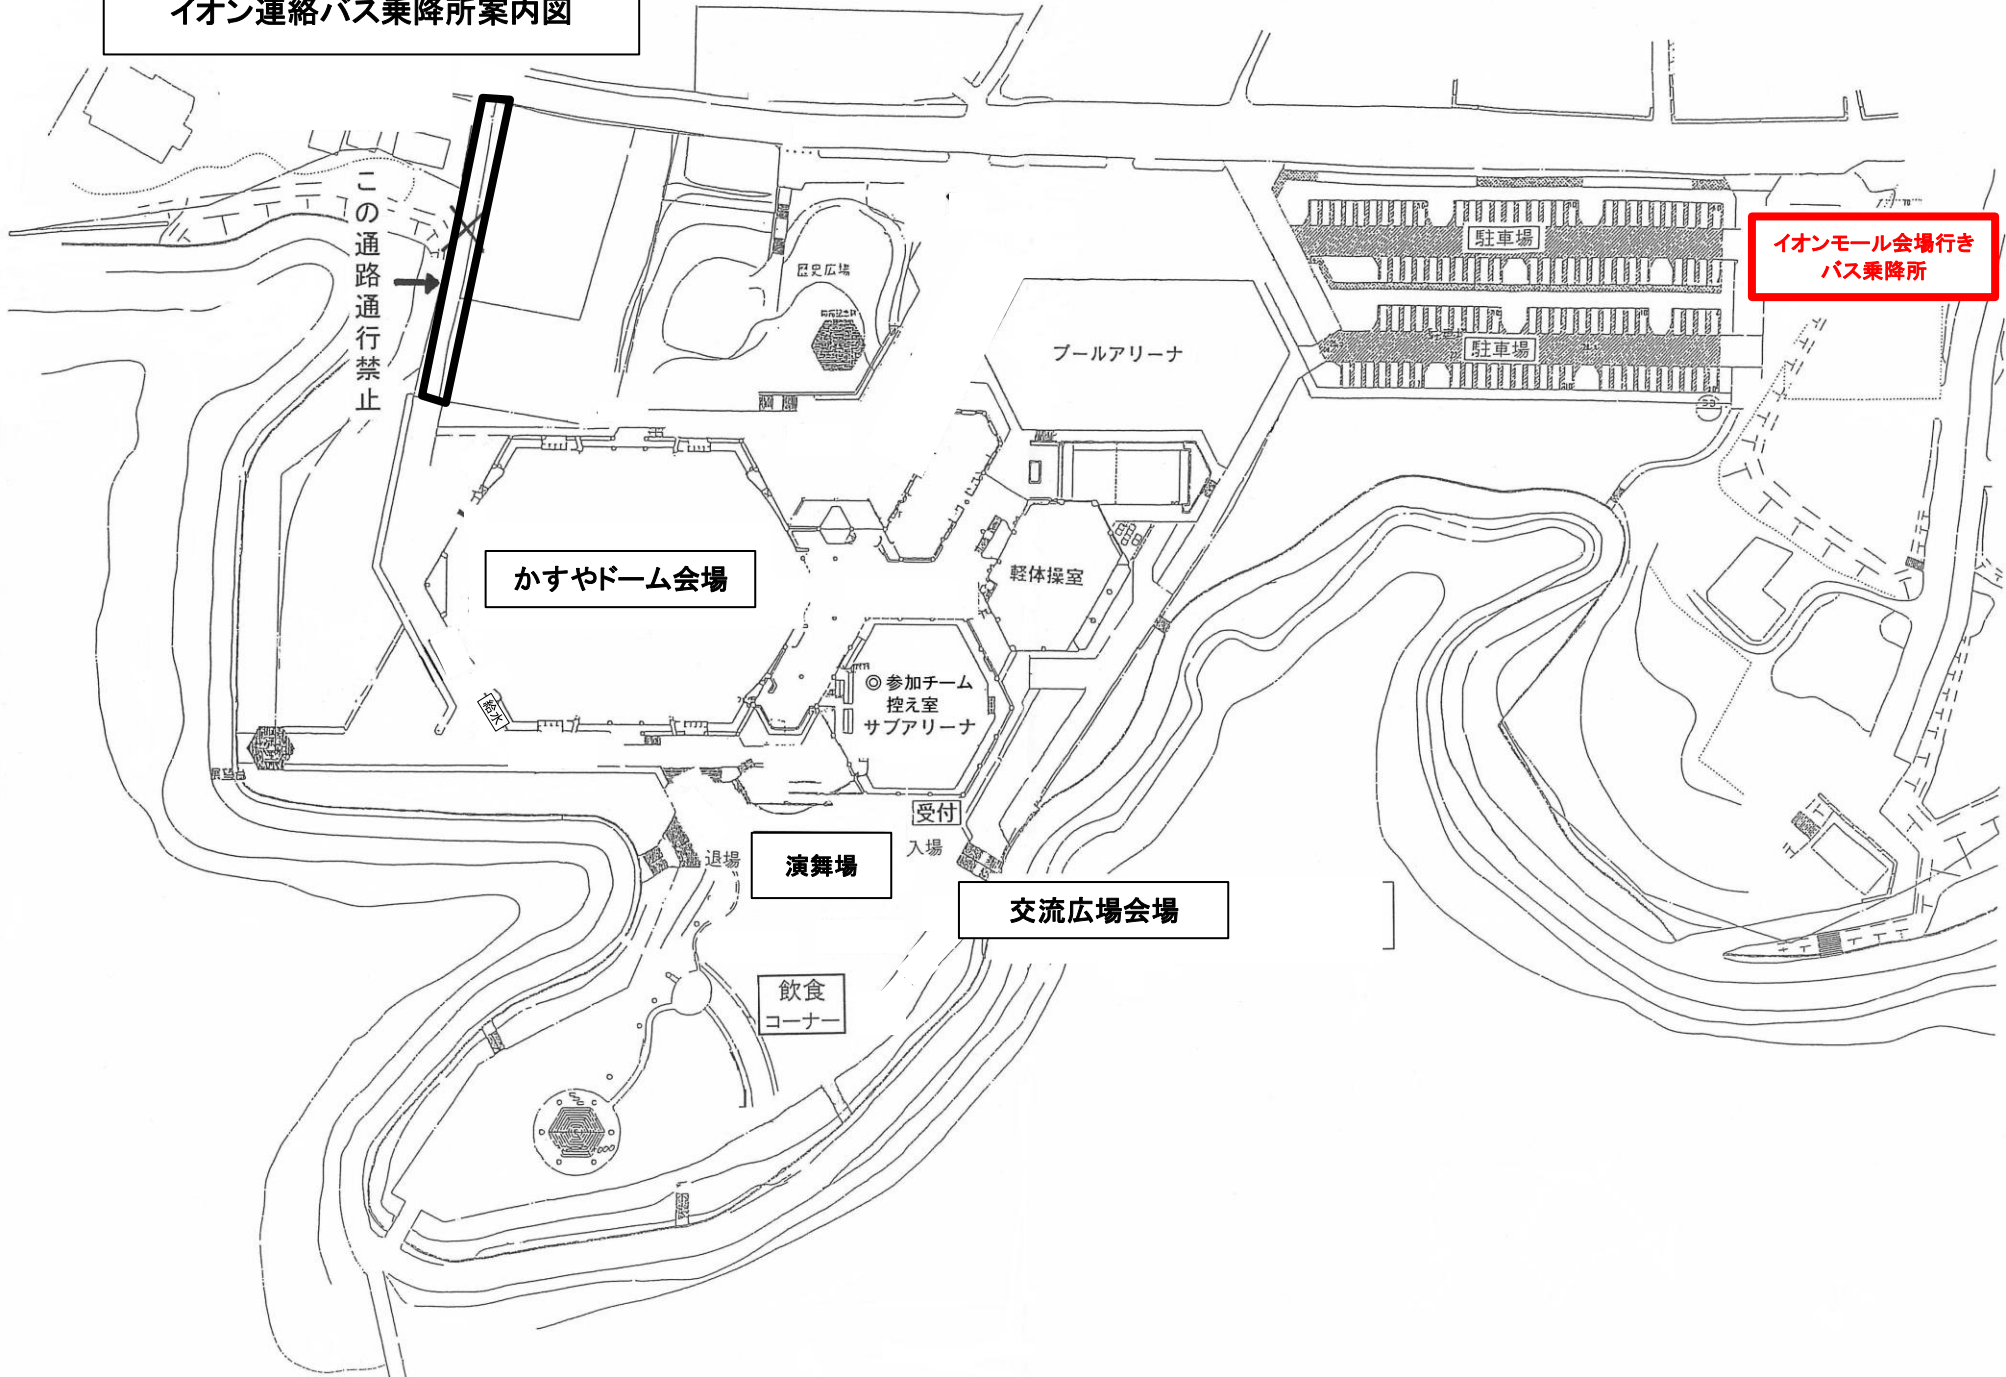 イオン連絡バス乗降所案内図
この通路通行禁止
歴史広場
駐車場
イオンモール会場行き
バス乗降所
プールアリーナ
駐車場
かすやドーム会場
軽体操室
◎参加チーム
控え室
サブアリーナ
給水
展望台
受付
入場
退場
演舞場
交流広場会場
飲食
コーナー